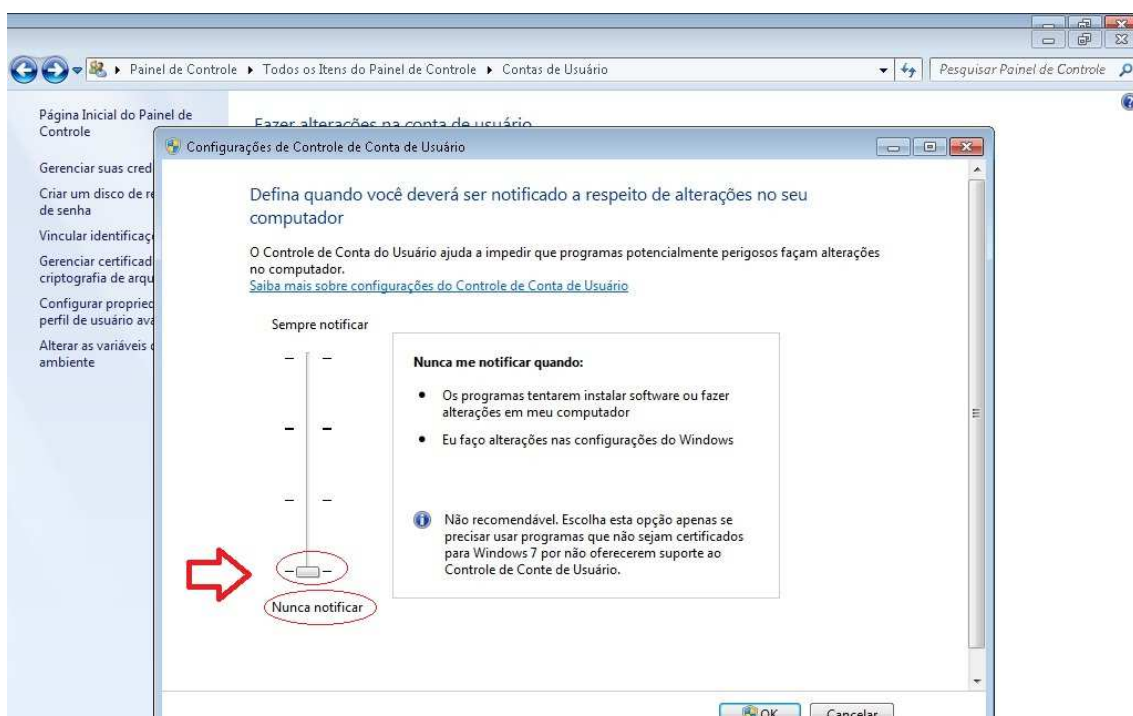 Painel de Controle ▸ Todos os Itens do Painel de Controle ▸ Contas de Usuário
Pesquisar Painel de Controle
Página Inicial do Painel de
Controle
Gerenciar suas cred
Criar um disco de re
de senha
Vincular identificaç
Gerenciar certificad
criptografia de arqu
Configurar propried
perfil de usuário ava
Alterar as variáveis
ambiente
Fazer alterações na conta de usuário
Configurações de Controle de Conta de Usuário
Defina quando você deverá ser notificado a respeito de alterações no seu
computador
O Controle de Conta do Usuário ajuda a impedir que programas potencialmente perigosos façam alterações
no computador.
Saiba mais sobre configurações do Controle de Conta de Usuário
Sempre notificar
Nunca me notificar quando:
• Os programas tentarem instalar software ou fazer
alterações em meu computador
• Eu faço alterações nas configurações do Windows
Não recomendável. Escolha esta opção apenas se
precisar usar programas que não sejam certificados
para Windows 7 por não oferecerem suporte ao
Controle de Conte de Usuário.
Nunca notificar
OK
Cancelar